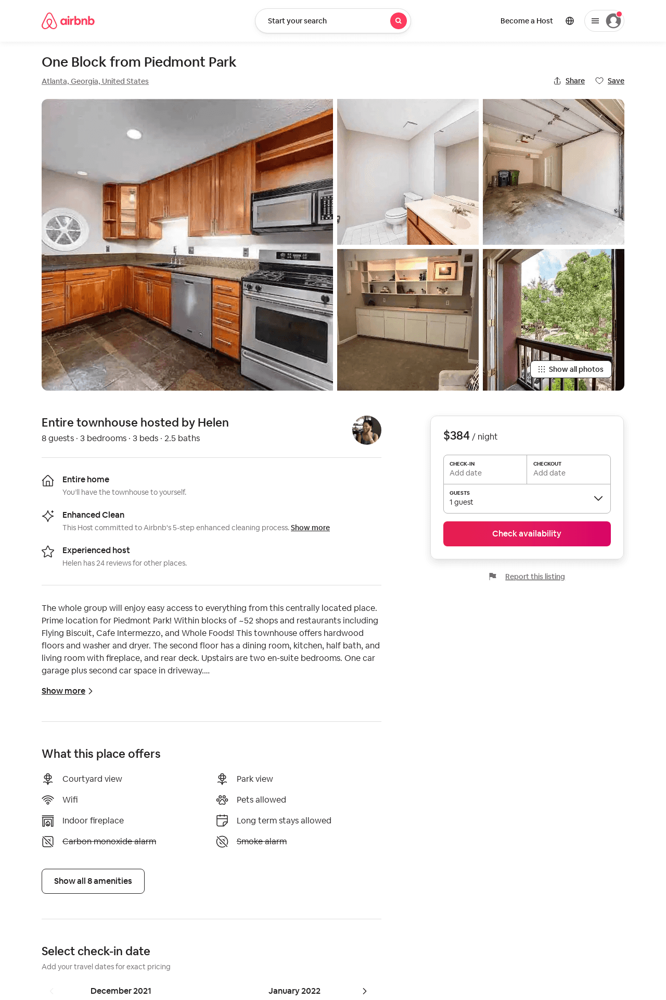 airbnb
Start your search
Become a Host
One Block from Piedmont Park
Atlanta, Georgia, United States
Share
Save
Show all photos
Entire townhouse hosted by Helen
8 guests · 3 bedrooms · 3 beds · 2.5 baths
Entire home
You’ll have the townhouse to yourself.
Enhanced Clean
This Host committed to Airbnb's 5-step enhanced cleaning process. Show more
Experienced host
Helen has 24 reviews for other places.
$384 / night
CHECK-IN
Add date
CHECKOUT
Add date
GUESTS
1 guest
Check availability
Report this listing
The whole group will enjoy easy access to everything from this centrally located place.
Prime location for Piedmont Park! Within blocks of ~52 shops and restaurants including
Flying Biscuit, Cafe Intermezzo, and Whole Foods! This townhouse offers hardwood
floors and washer and dryer. The second floor has a dining room, kitchen, half bath, and
living room with fireplace, and rear deck. Upstairs are two en-suite bedrooms. One car
garage plus second car space in driveway....
Show more
What this place offers
Courtyard view
Park view
Wifi
Pets allowed
Indoor fireplace
Long term stays allowed
Carbon monoxide alarm
Smoke alarm
Show all 8 amenities
Select check-in date
Add your travel dates for exact pricing
December 2021
January 2022